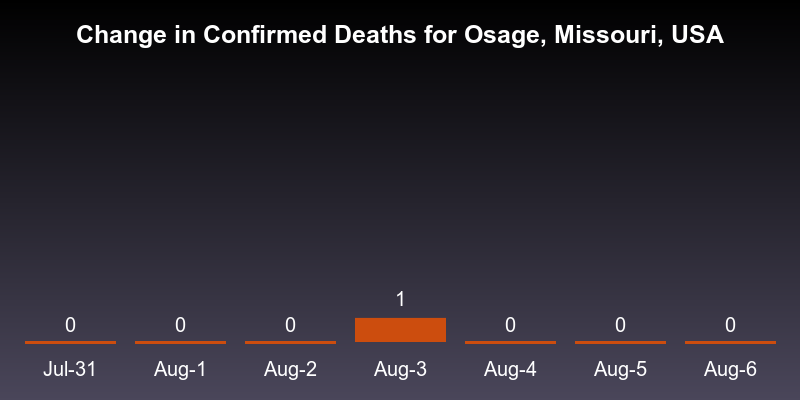 Change in Confirmed Deaths for Osage, Missouri, USA
1
0 0 0 0 0 0
Jul-31 Aug-1 Aug-2 Aug-3 Aug-4 Aug-5 Aug-6